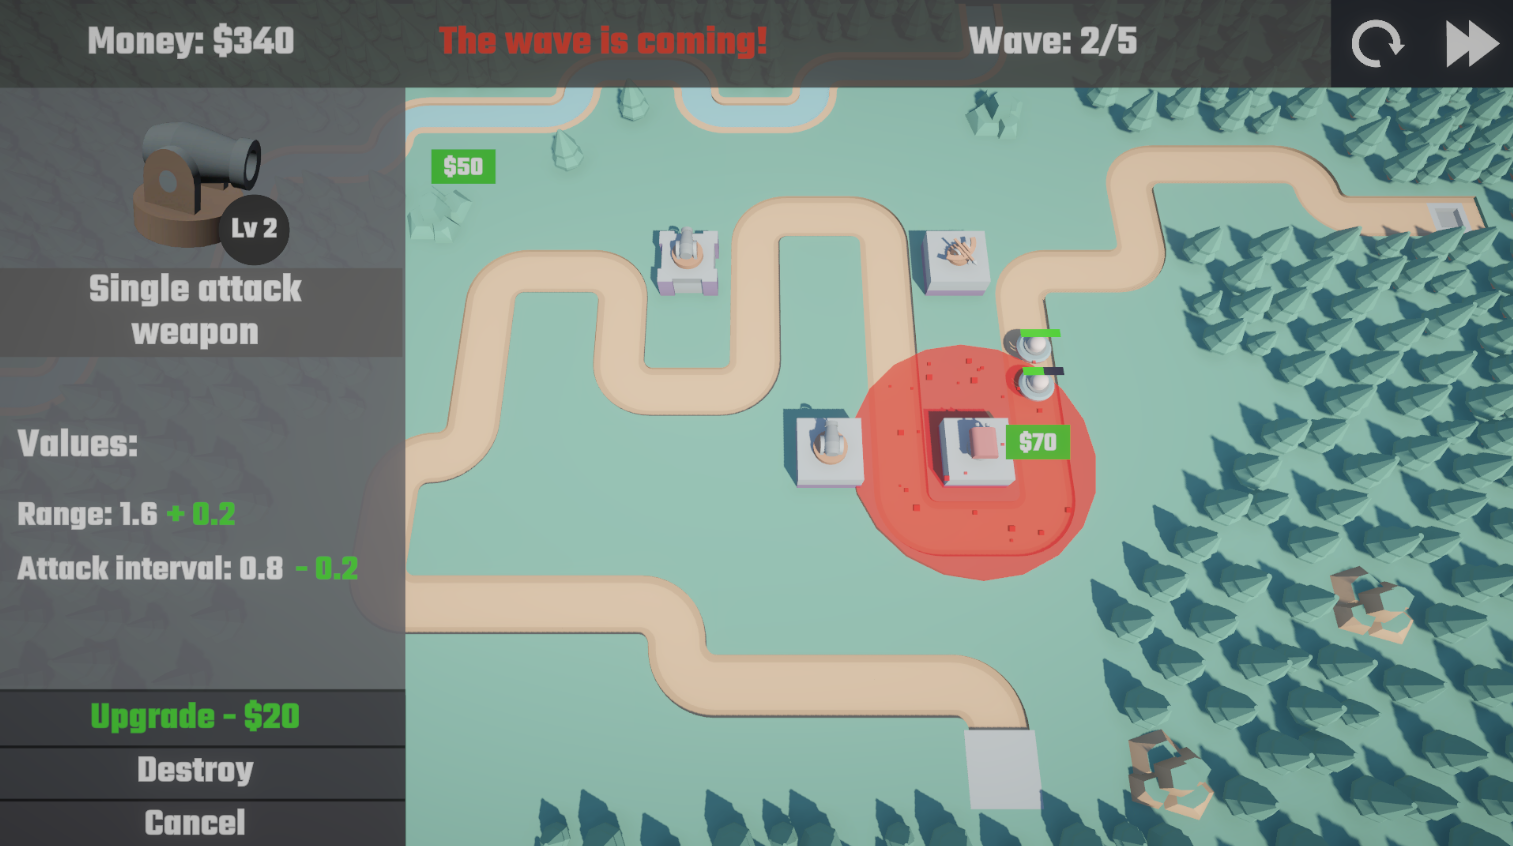 Money: $340
The wave is coming!
Wave: 2/5
$50
Lv 2
Single attack
weapon
Values:
$70
Range: 1.6 + 0.2
Attack interval: 0.8 - 0.2
Upgrade - $20
Destroy
Cancel